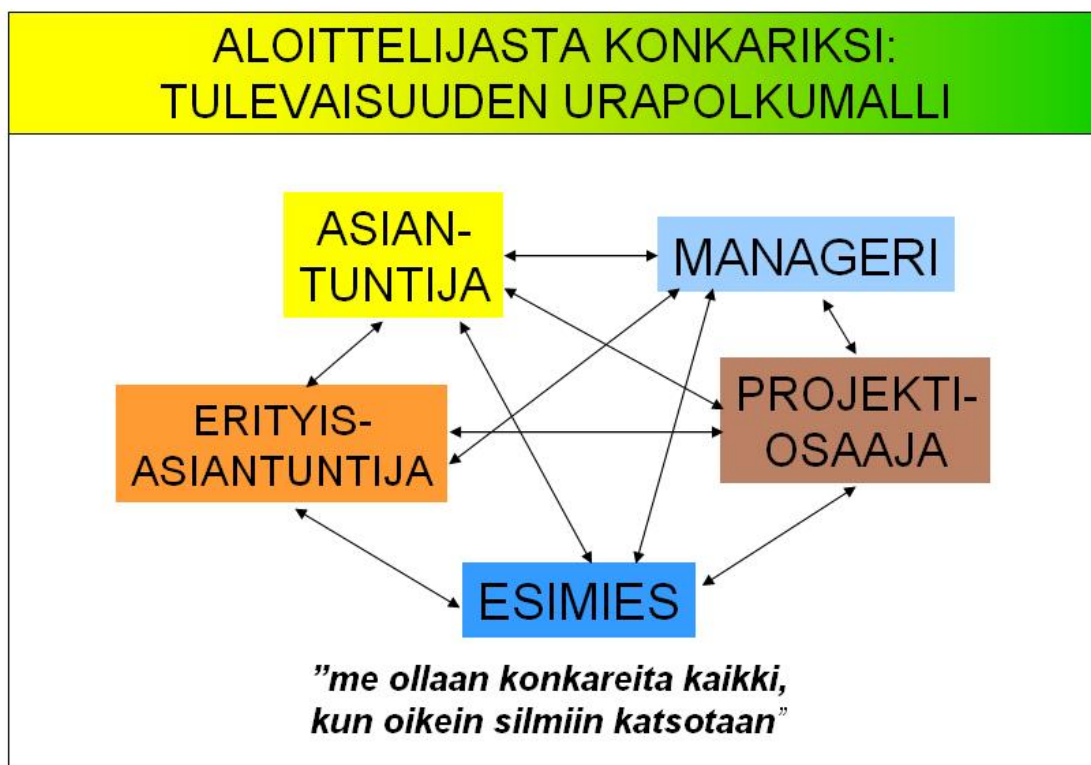 ALOITTELIJASTA KONKARIKSI:
TULEVAISUUDEN URAPOLKUMALLI
ASIAN-
TUNTIJA
MANAGERI
ERITYIS-
ASIANTUNTIJA
PROJEKTI-
OSAAJA
ESIMIES
”me ollaan konkareita kaikki,
kun oikein silmiin katsotaan”